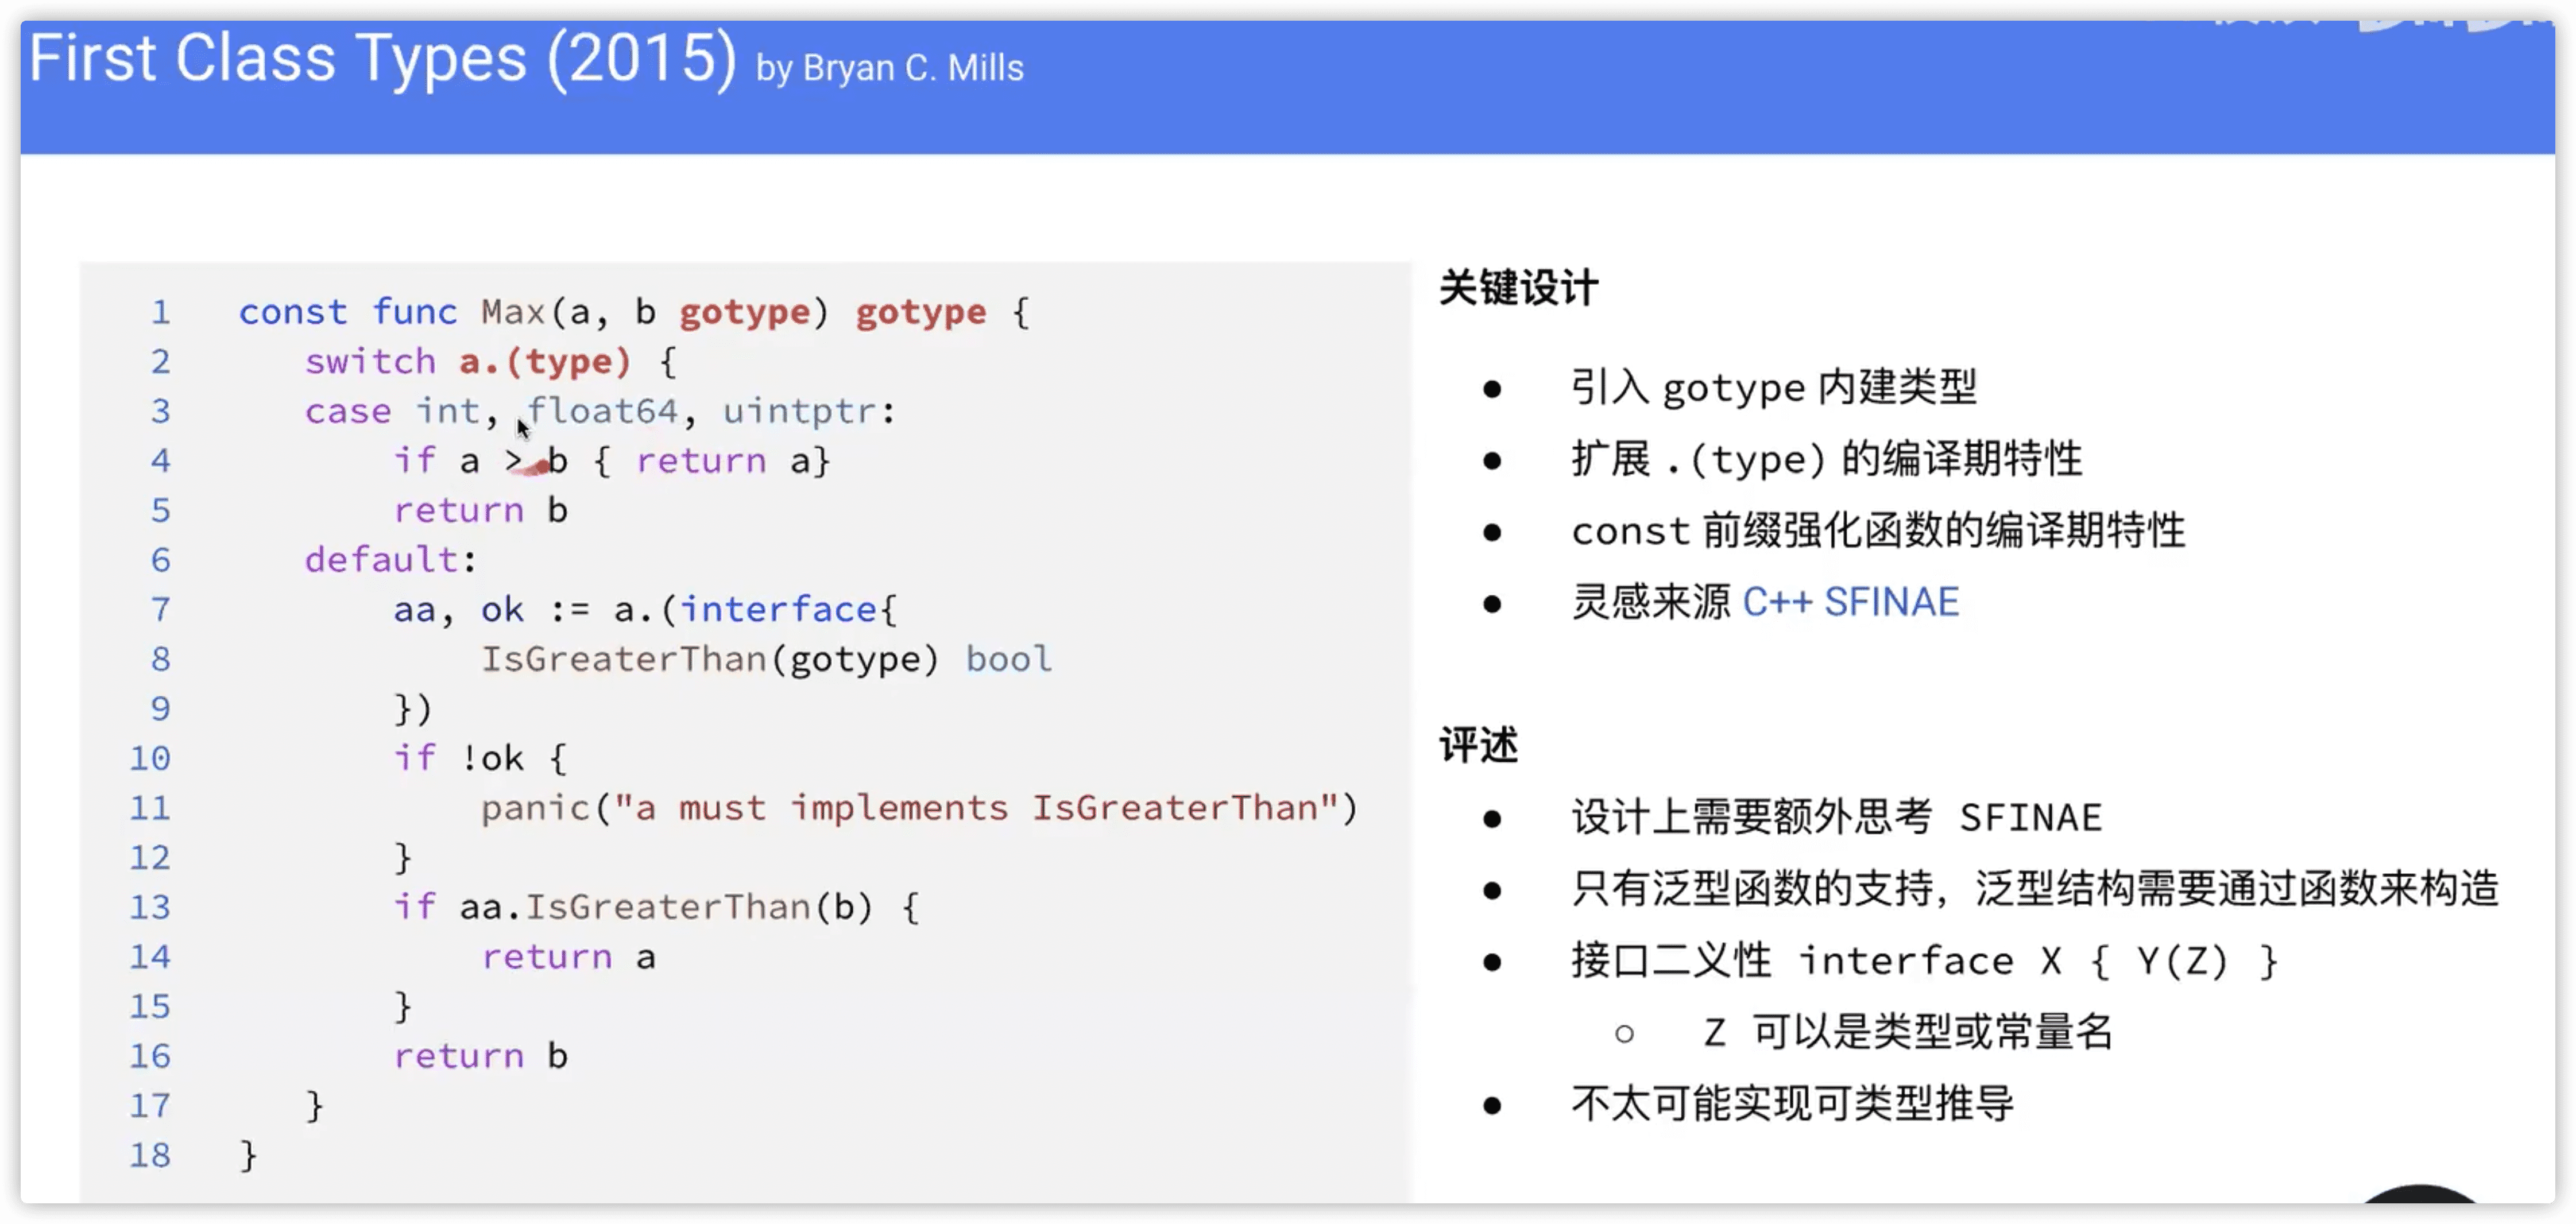 First Class Types (2015) by Bryan C. Mills
1 const func Max(a, b gotype) gotype {
2 switch a.(type) {
3 case int, float64, uintptr:
4 if a > b { return a}
5 return b
6 default:
7 aa, ok := a.(interface{
8 IsGreaterThan(gotype) bool
9 })
10 if !ok {
11 panic("a must implements IsGreaterThan")
12 }
13 if aa.IsGreaterThan(b) {
14 return a
15 }
16 return b
17 }
18 }
关键设计
● 引入 gotype 内建类型
● 扩展 .(type) 的编译期特性
● const 前缀强化函数的编译期特性
● 灵感来源 C++ SFINAE
评述
● 设计上需要额外思考 SFINAE
● 只有泛型函数的支持，泛型结构需要通过函数来构造
● 接口二义性 interface X { Y(Z) }
○ Z 可以是类型或常量名
● 不太可能实现可类型推导